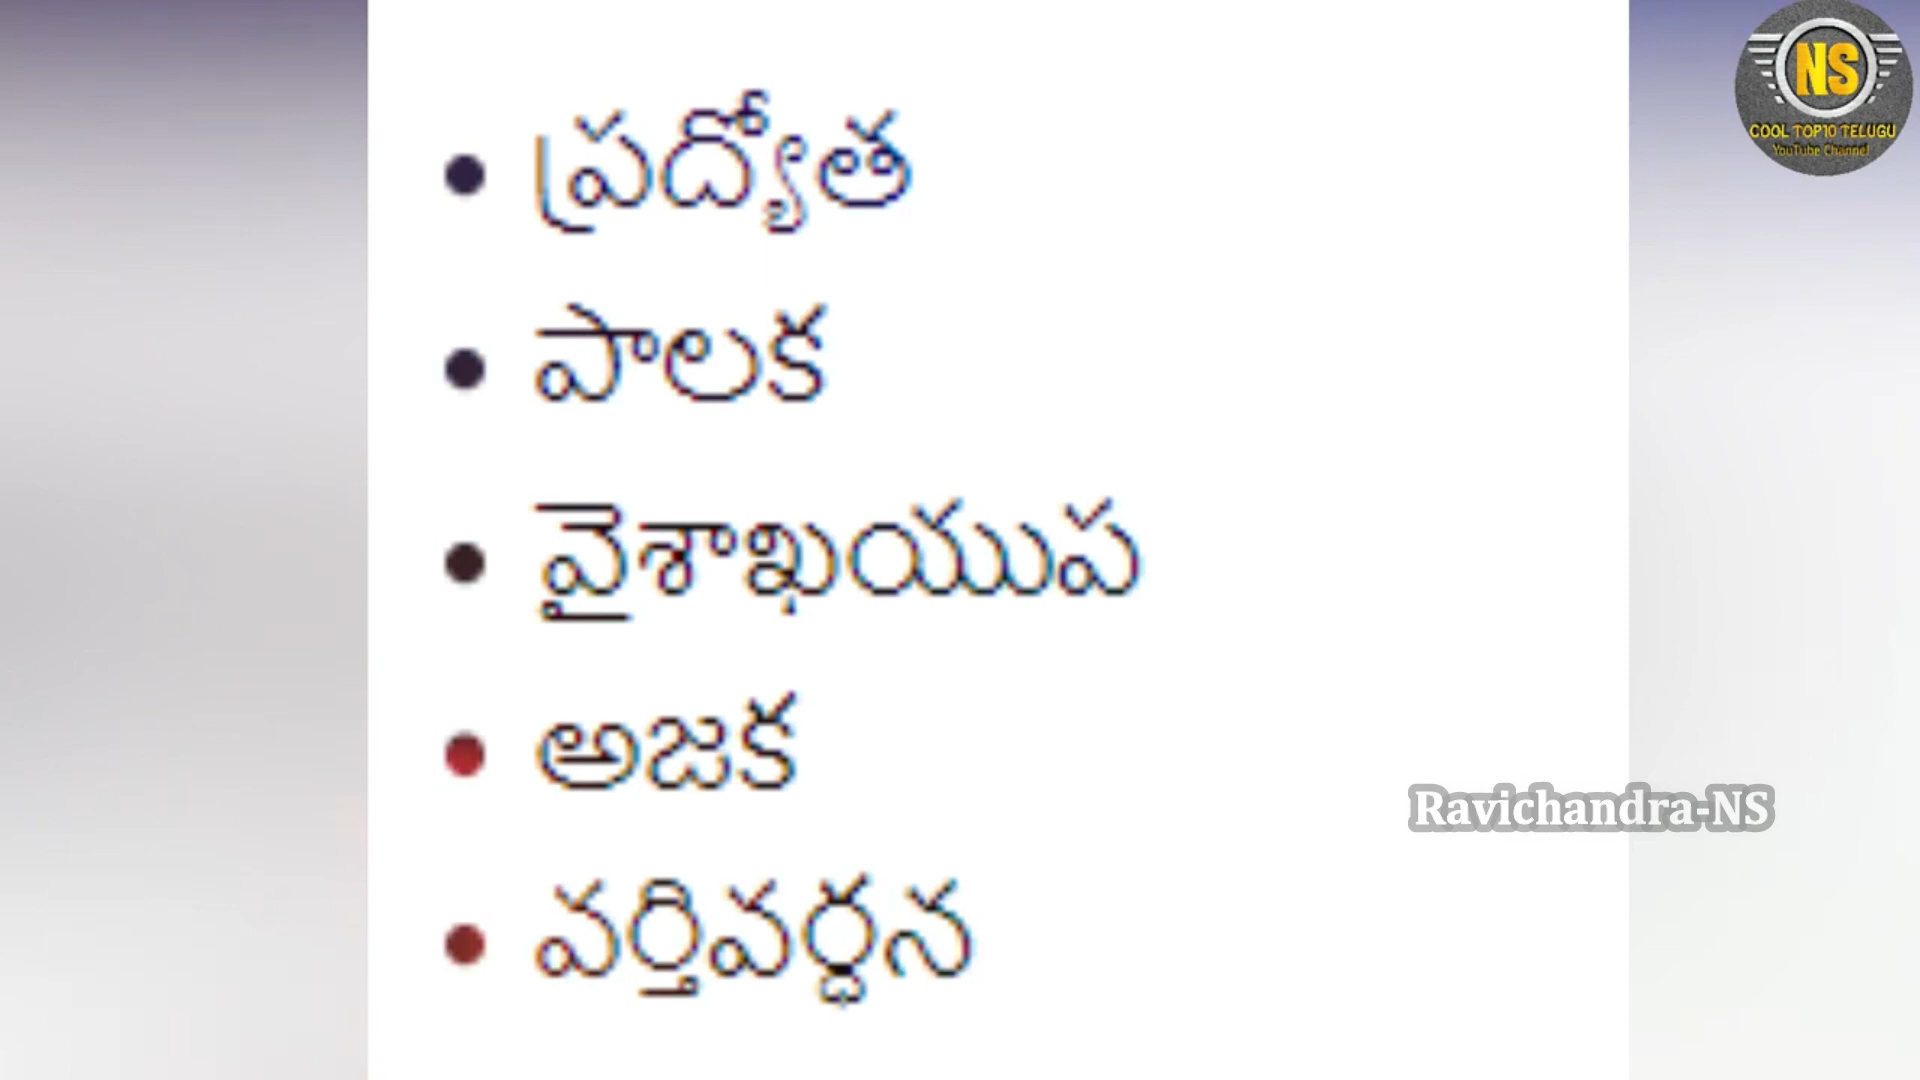 NS
COOL TOP10 TELUGU
YouTube Channel
• ప్రద్యోత
• పాలక
• వైశాఖయుప
• అజక
• వర్తివర్ధన
Ravichandra-NS